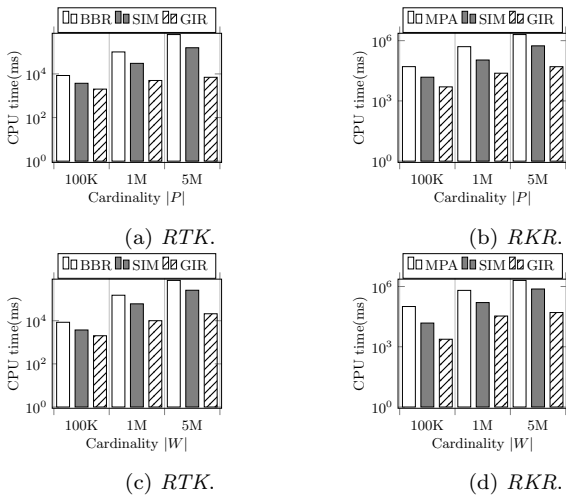 BBR SIM GIR
CPU time(ms)
10^4
10^2
10^0
100K 1M 5M
Cardinality |P|
(a) RTK.
MPA SIM GIR
CPU time(ms)
10^6
10^3
10^0
100K 1M 5M
Cardinality |P|
(b) RKR.
BBR SIM GIR
CPU time(ms)
10^4
10^2
10^0
100K 1M 5M
Cardinality |W|
(c) RTK.
MPA SIM GIR
CPU time(ms)
10^6
10^3
10^0
100K 1M 5M
Cardinality |W|
(d) RKR.